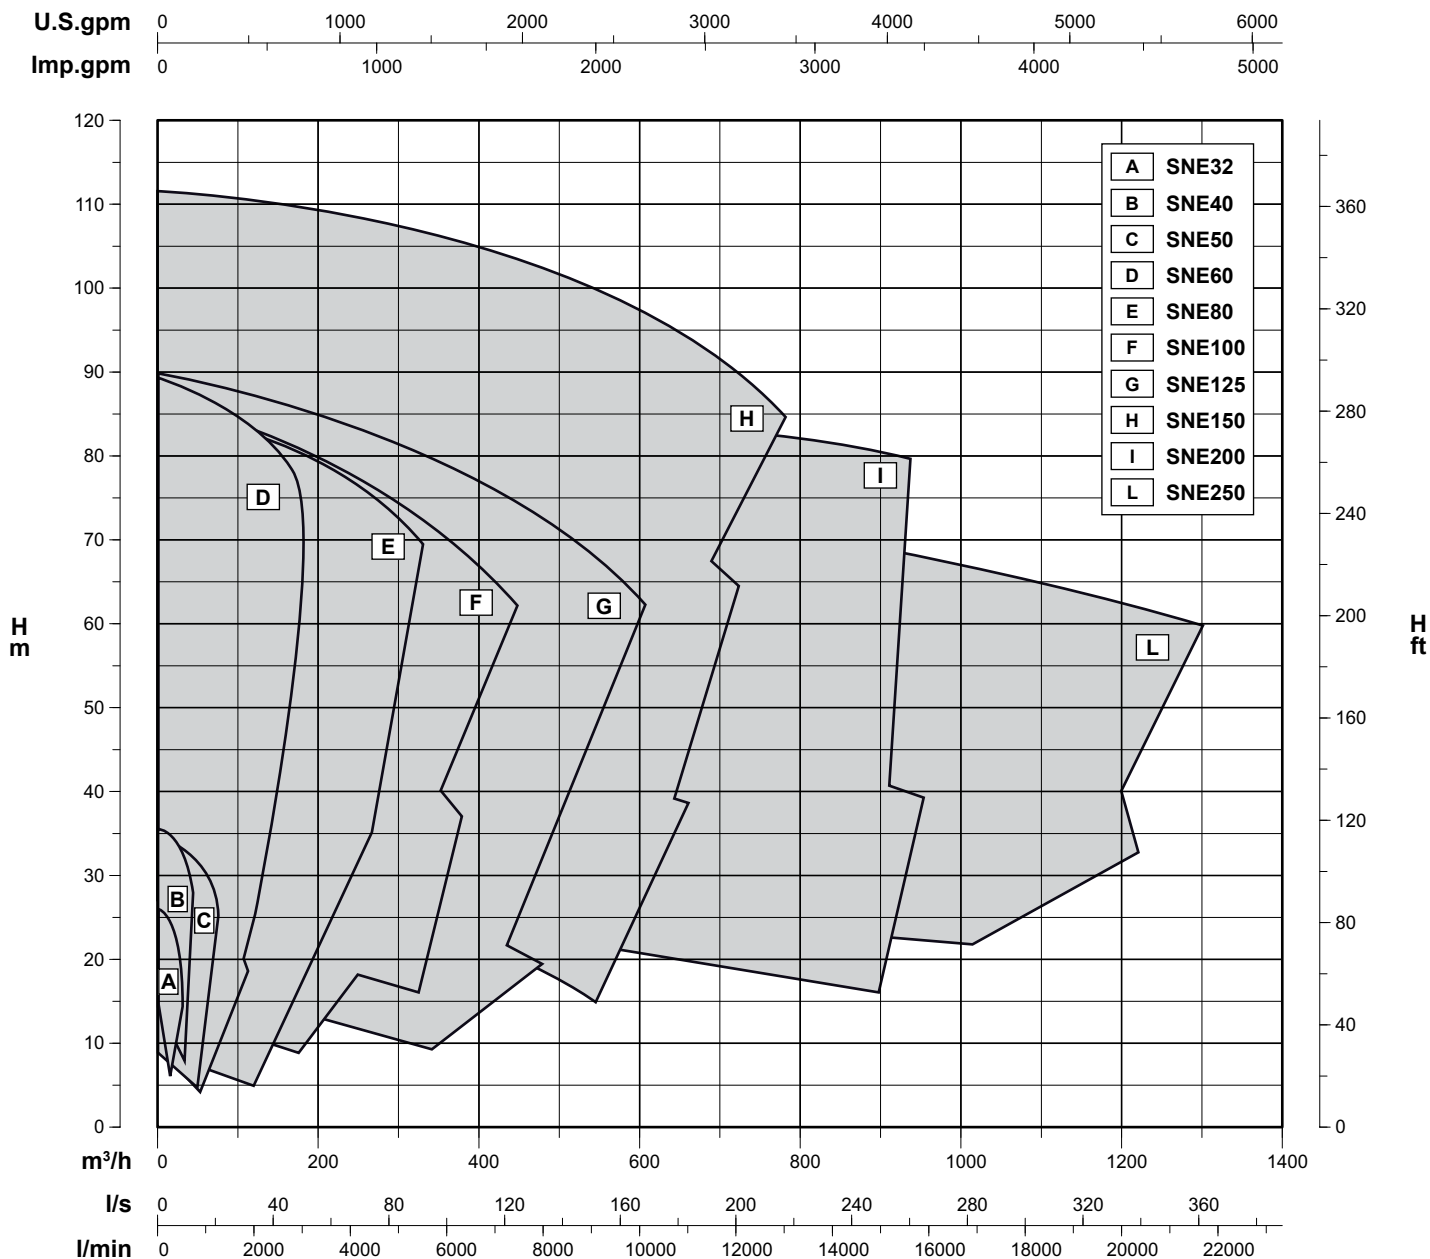 U.S.gpm 0 1000 2000 3000 4000 5000 6000
Imp.gpm 0 1000 2000 3000 4000 5000
120
110
100
90
80
70
60
50
40
30
20
10
0
H
m
360
320
280
240
200
160
120
80
40
0
H
ft
A SNE32
B SNE40
C SNE50
D SNE60
E SNE80
F SNE100
G SNE125
H SNE150
I SNE200
L SNE250
H
I
D
E
F
G
L
B
C
A
m³/h 0 200 400 600 800 1000 1200 1400
l/s 0 40 80 120 160 200 240 280 320 360
l/min 0 2000 4000 6000 8000 10000 12000 14000 16000 18000 20000 22000